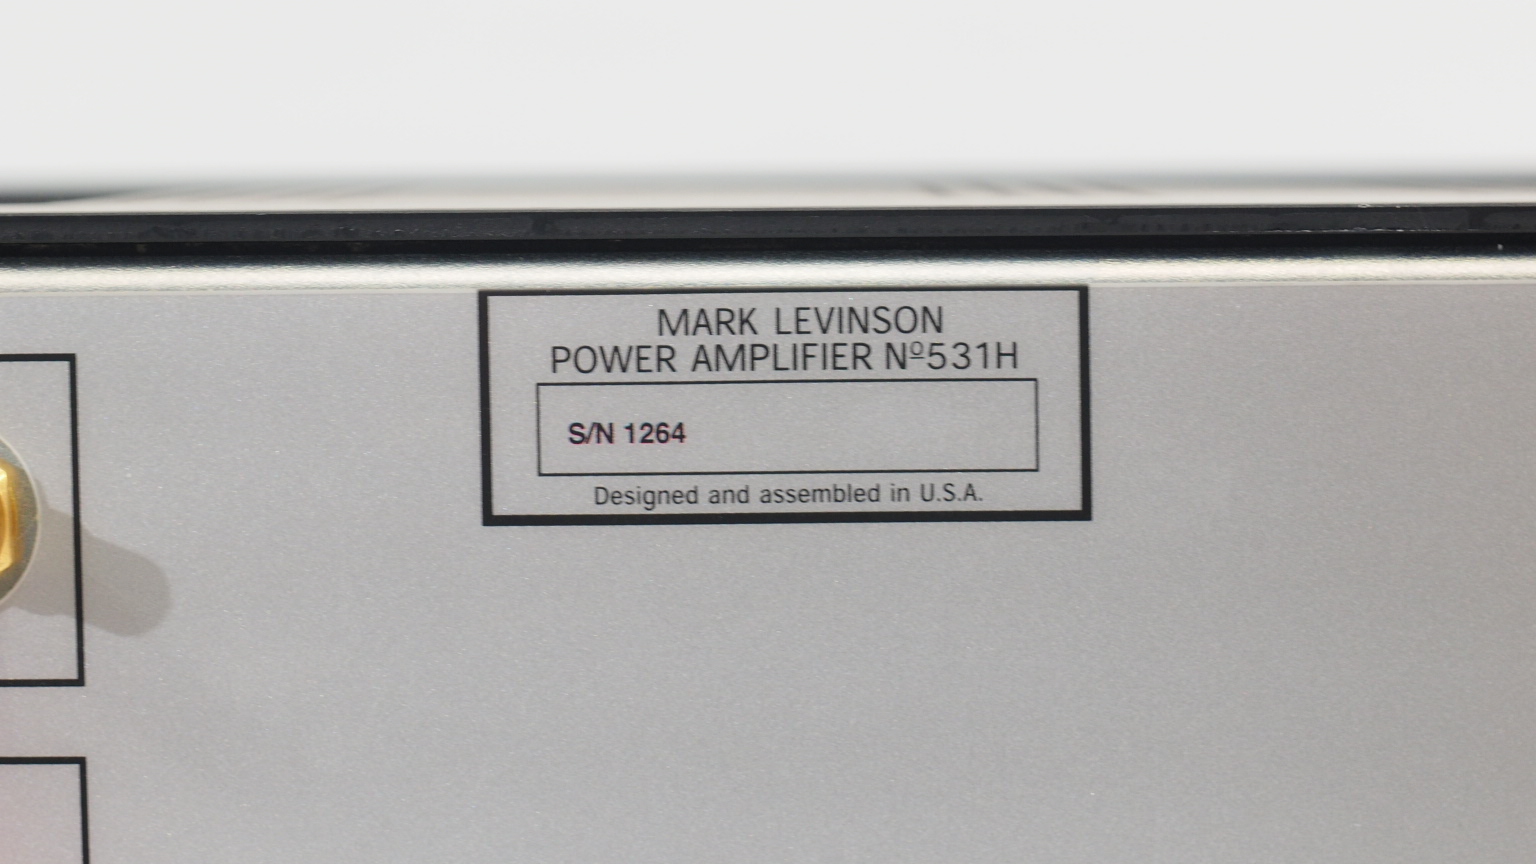 MARK LEVINSON
POWER AMPLIFIER Nº531H
S/N 1264
Designed and assembled in U.S.A.